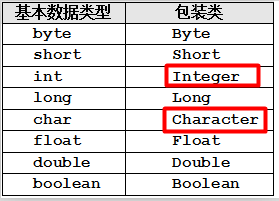 基本数据类型 包装类
byte Byte
short Short
int Integer
long Long
char Character
float Float
double Double
boolean Boolean